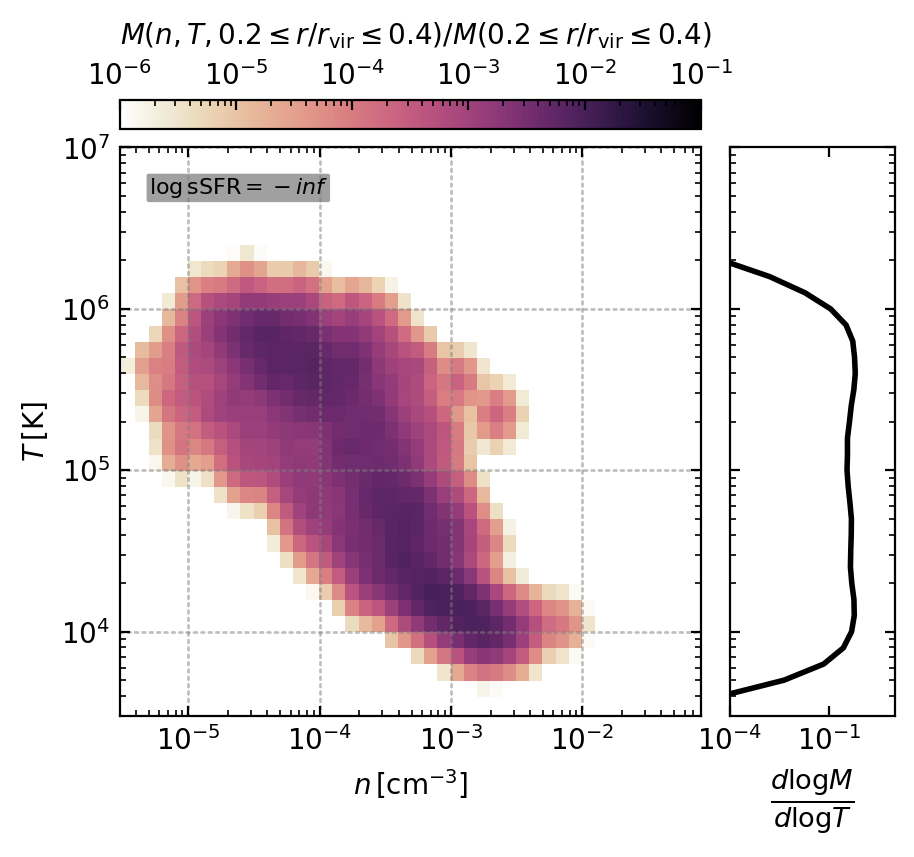 M(n, T, 0.2 ≤ r/r_vir ≤ 0.4)/M(0.2 ≤ r/r_vir ≤ 0.4)
10^−6 10^−5 10^−4 10^−3 10^−2 10^−1
10^7
log sSFR = −inf
10^6
T [K]
10^5
10^4
10^−5 10^−4 10^−3 10^−2 10^−4 10^−1
n [cm^−3]
dlogM
dlogT